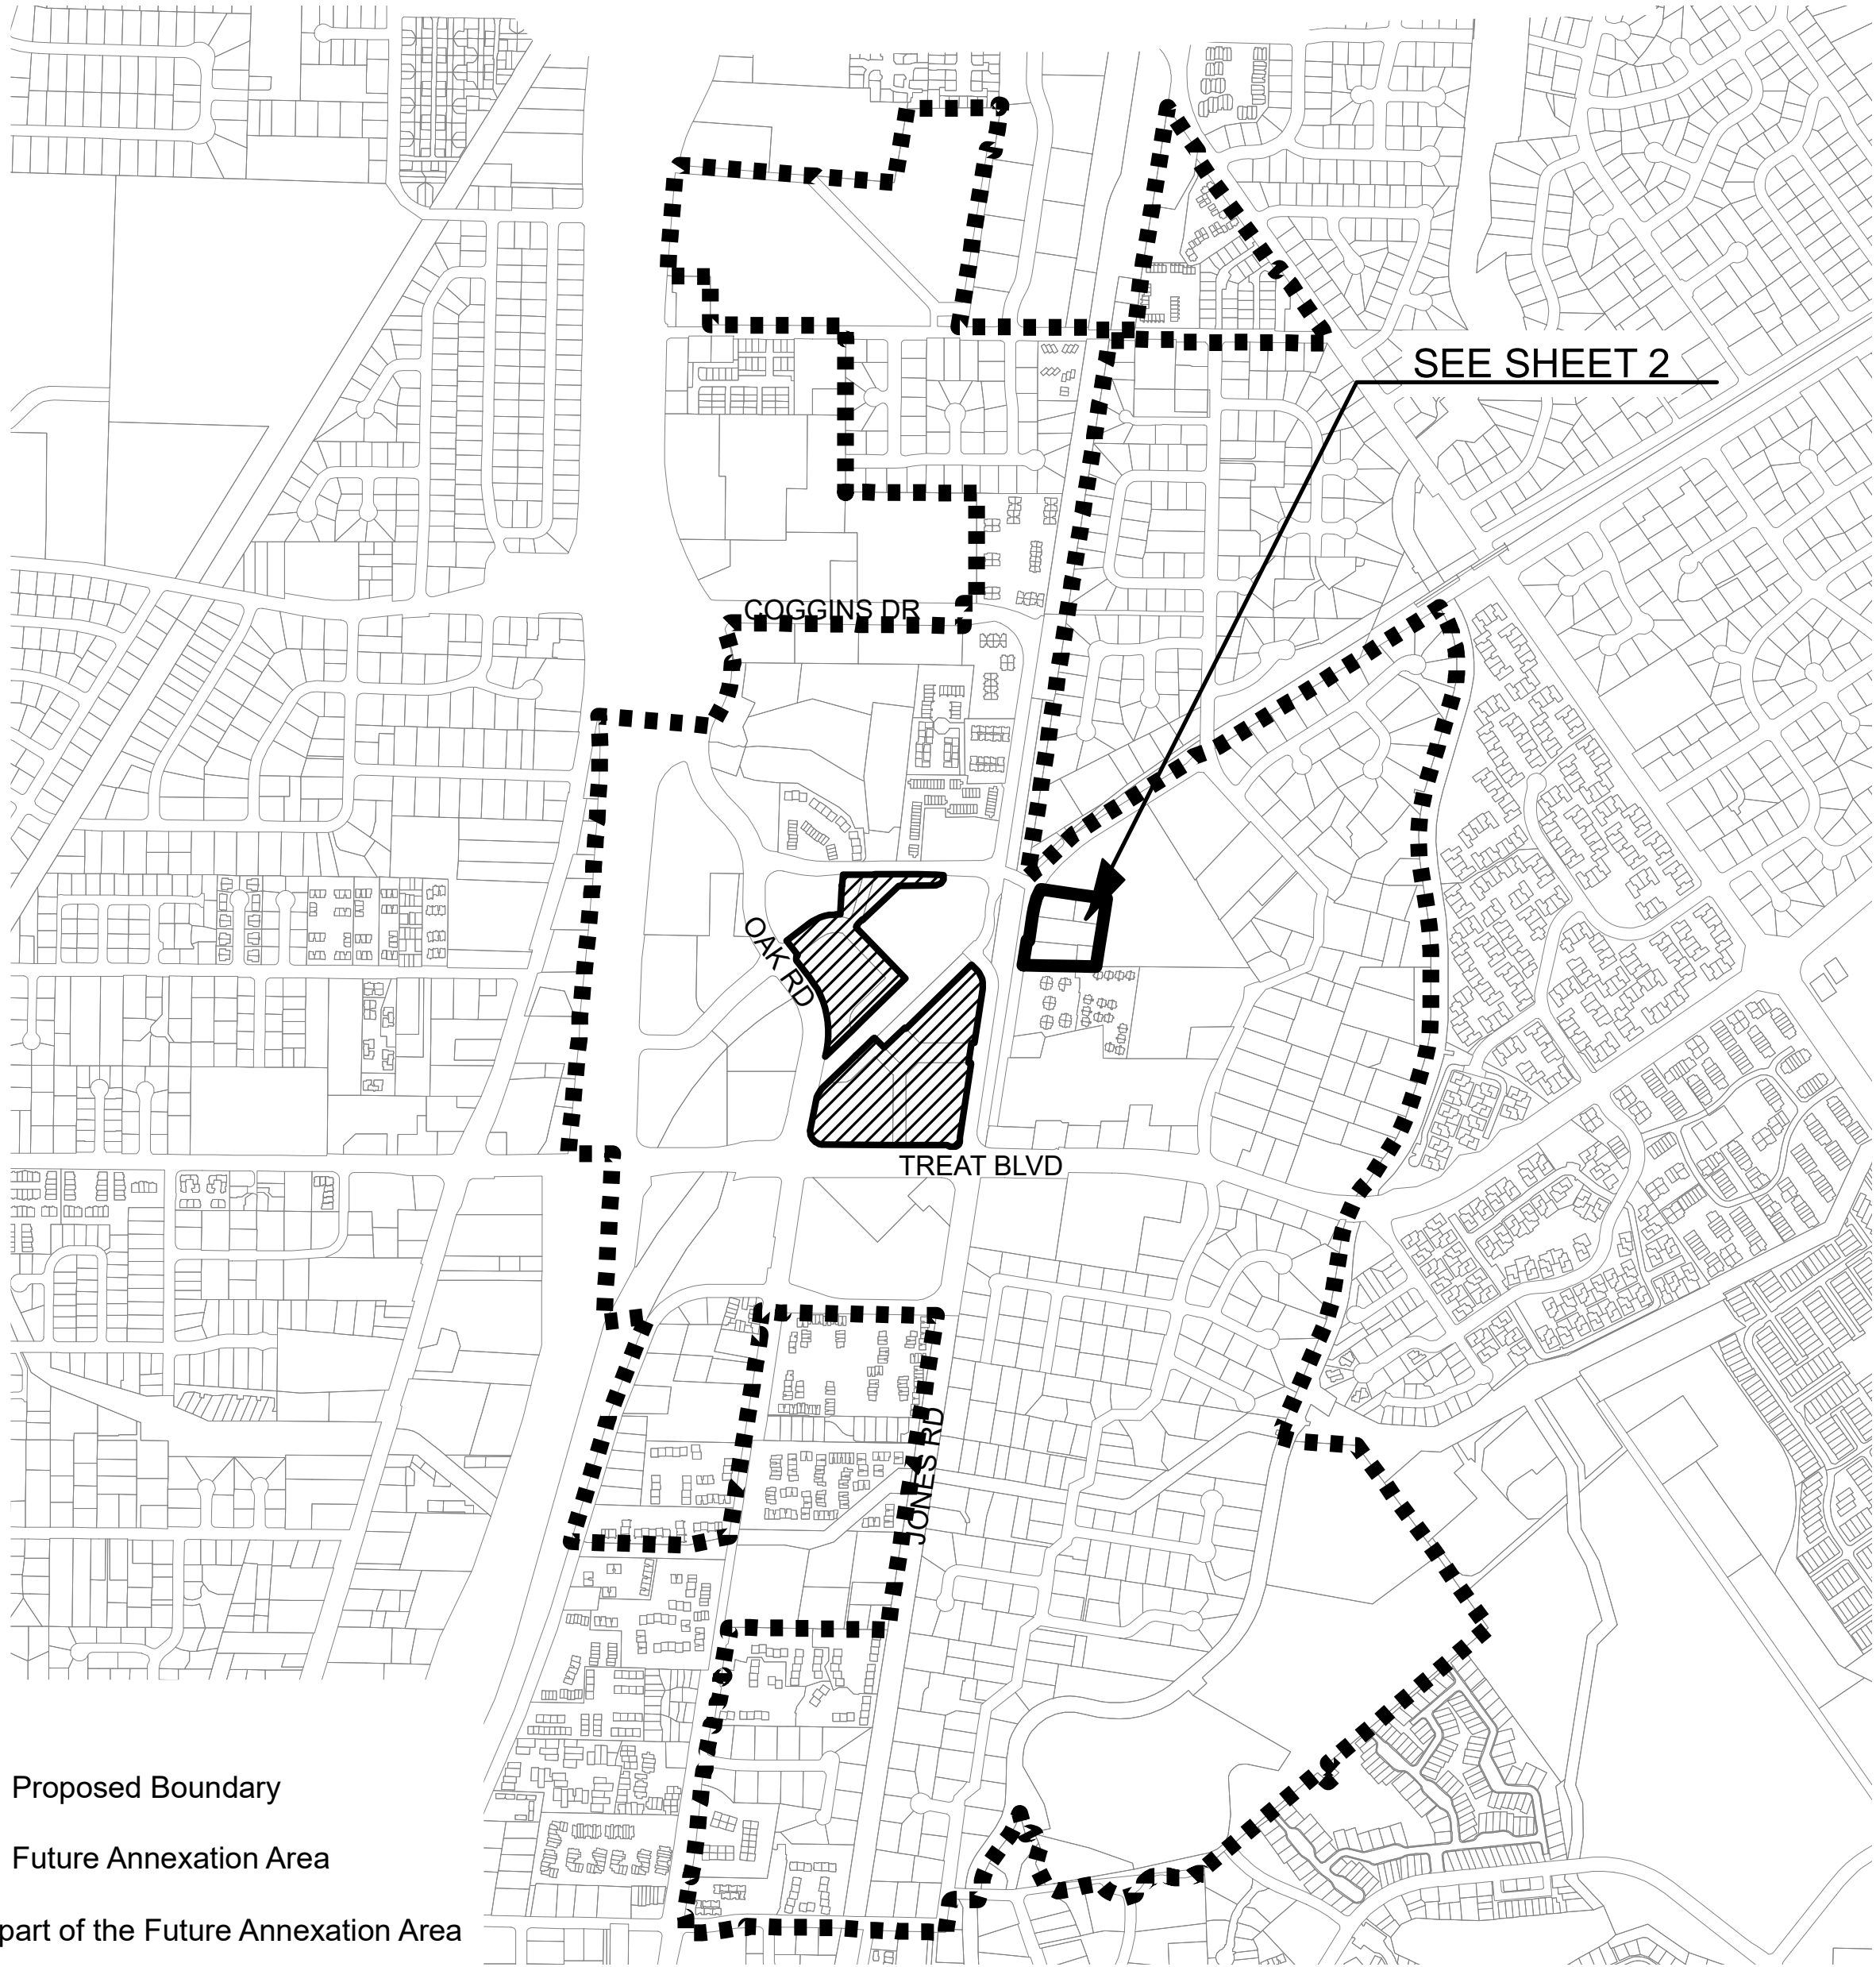 SEE SHEET 2
COGGINS DR
OAK RD
TREAT BLVD
JONES RD
Proposed Boundary
Future Annexation Area
part of the Future Annexation Area